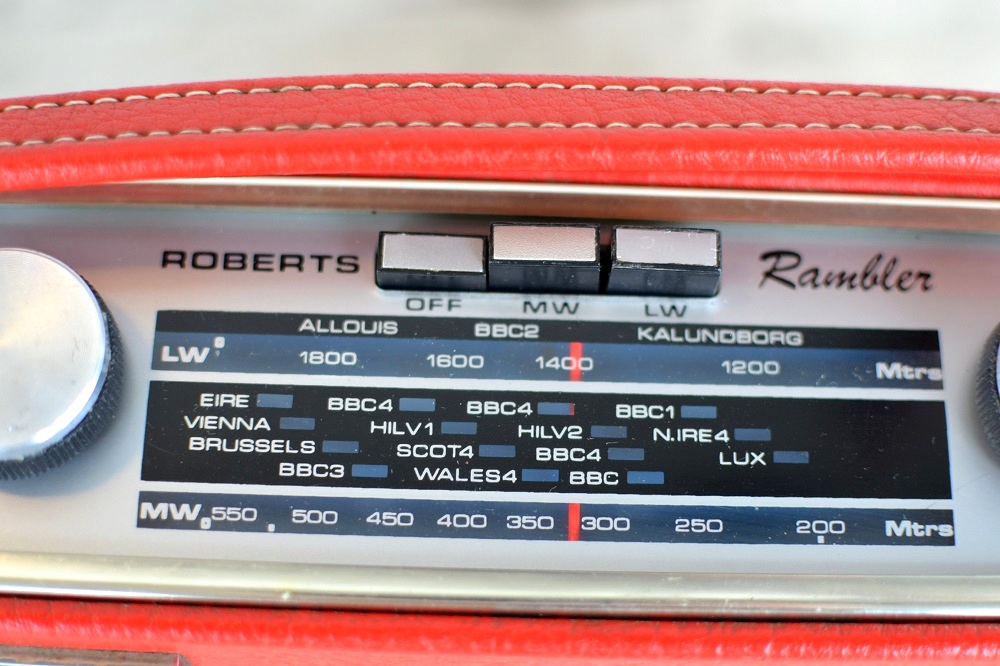 ROBERTS Rambler
OFF MW LW
ALLOUIS BBC2 KALUNDBORG
LW 1800 1600 1400 1200 Mtrs
EIRE BBC4 BBC4 BBC1
VIENNA HILV1 HILV2 N.IRE4
BRUSSELS SCOT4 BBC4 LUX
BBC3 WALES4 BBC
MW 550 500 450 400 350 300 250 200 Mtrs